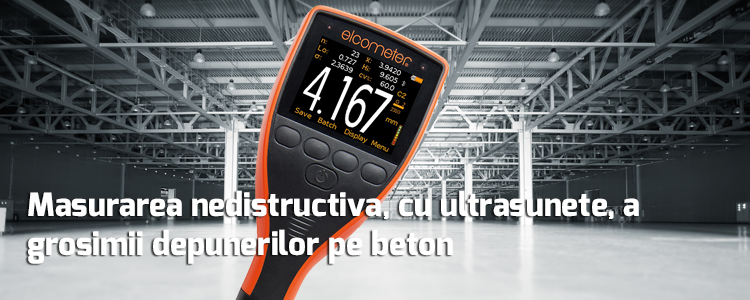 elcometer
n: 23 x̄: 3.9420
Lo: 0.727 Hi: 9.605
σ: 2.3639 cv: 60.0
4.167
mm
Save Batch Display Menu
Masurarea nedistructiva, cu ultrasunete, a
grosimii depunerilor pe beton